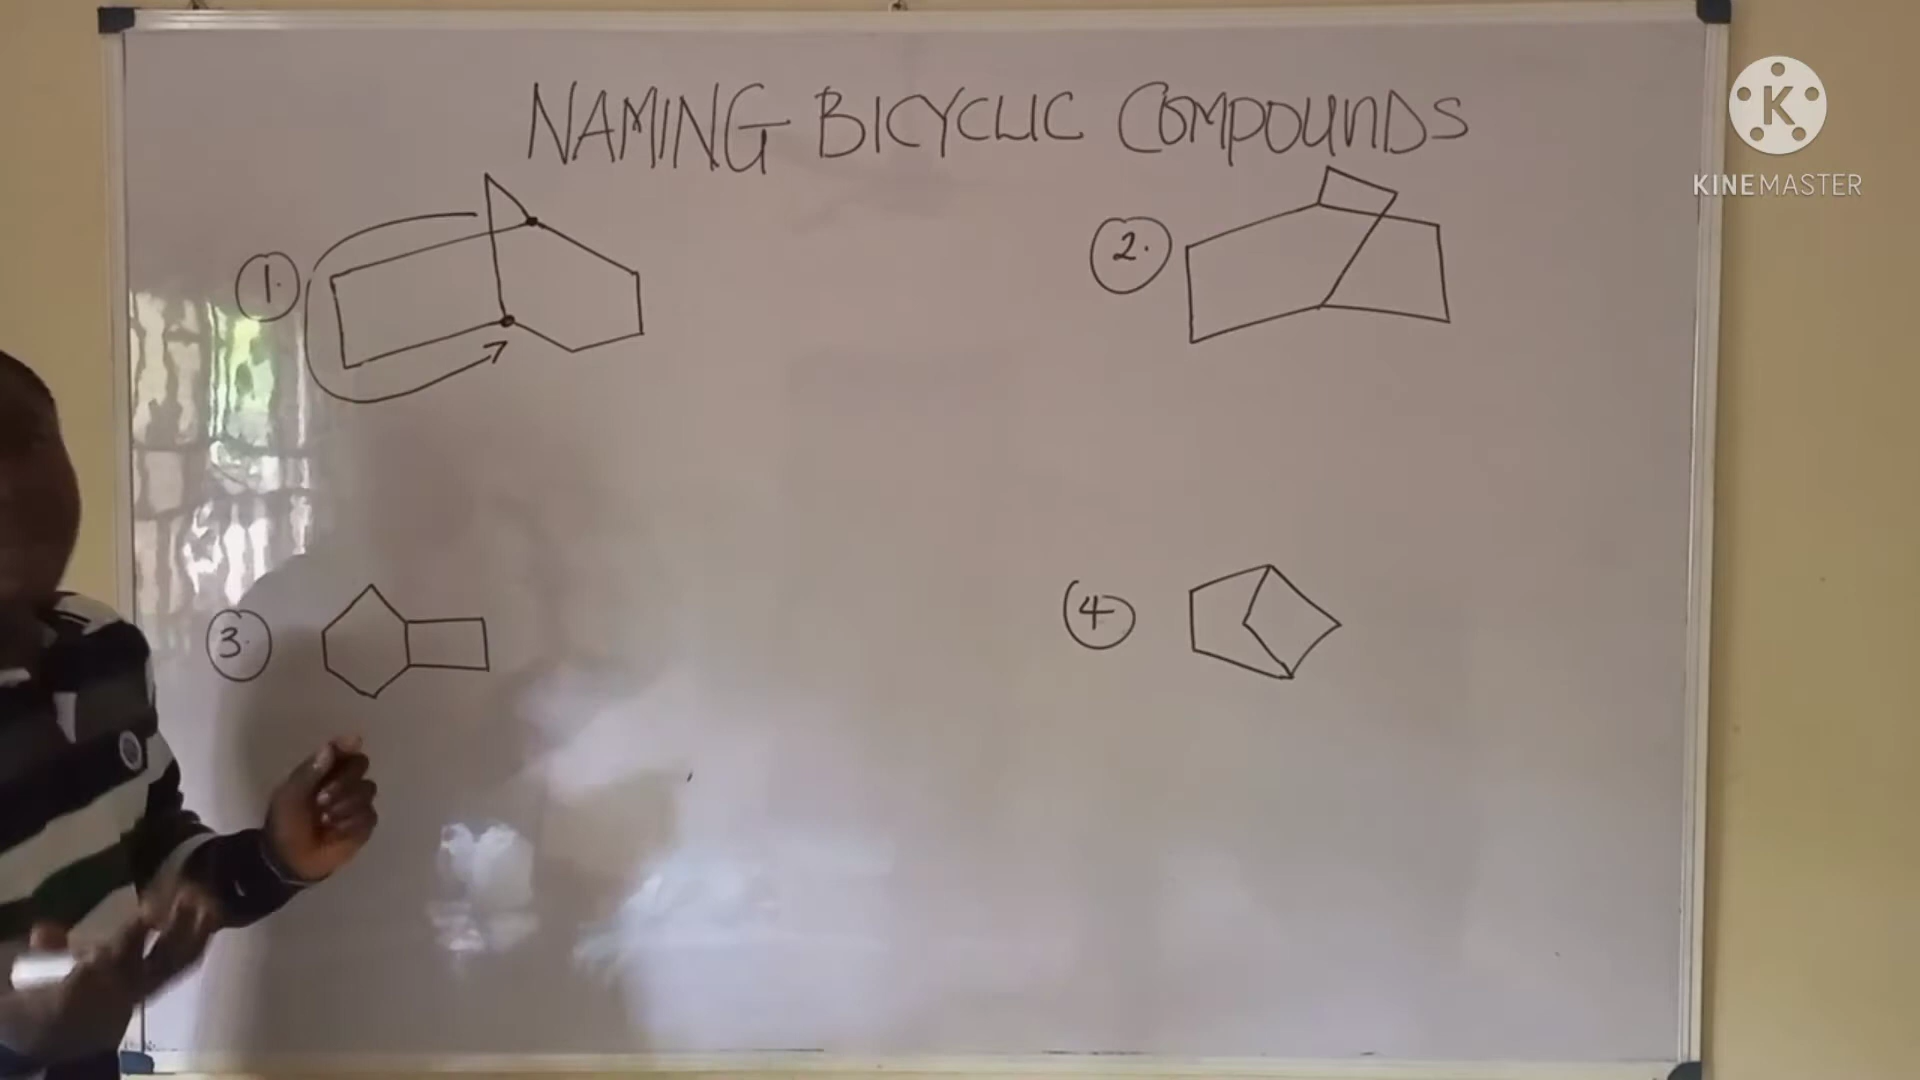 NAMING BICYCLIC COMPOUNDS
K
KINEMASTER
1.
2.
3.
4